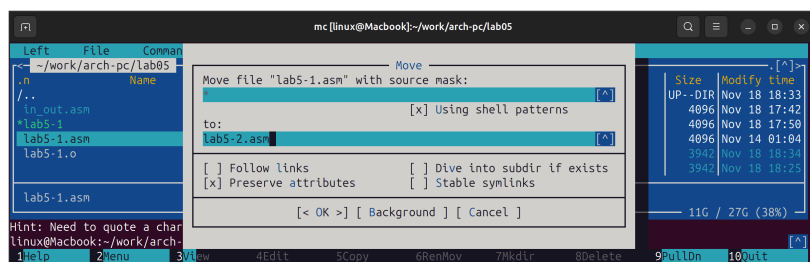 mc [linux@Macbook]:~/work/arch-pc/lab05
Left File Comman
<- ~/work/arch-pc/lab05 Move .[^]>
.n Name Move file "lab5-1.asm" with source mask: Size Modify time
/.. * [^] UP--DIR Nov 18 18:33
in_out.asm [x] Using shell patterns 4096 Nov 18 17:42
*lab5-1 to: 4096 Nov 18 17:50
lab5-1.asm lab5-2.asm [^] 4096 Nov 14 01:04
lab5-1.o 3942 Nov 18 18:34
[ ] Follow links [ ] Dive into subdir if exists 3942 Nov 18 18:25
[x] Preserve attributes [ ] Stable symlinks
lab5-1.asm
[< OK >] [ Background ] [ Cancel ] 11G / 27G (38%)
Hint: Need to quote a char
linux@Macbook:~/work/arch- [^]
1Help 2Menu 3View 4Edit 5Copy 6RenMov 7Mkdir 8Delete 9PullDn 10Quit